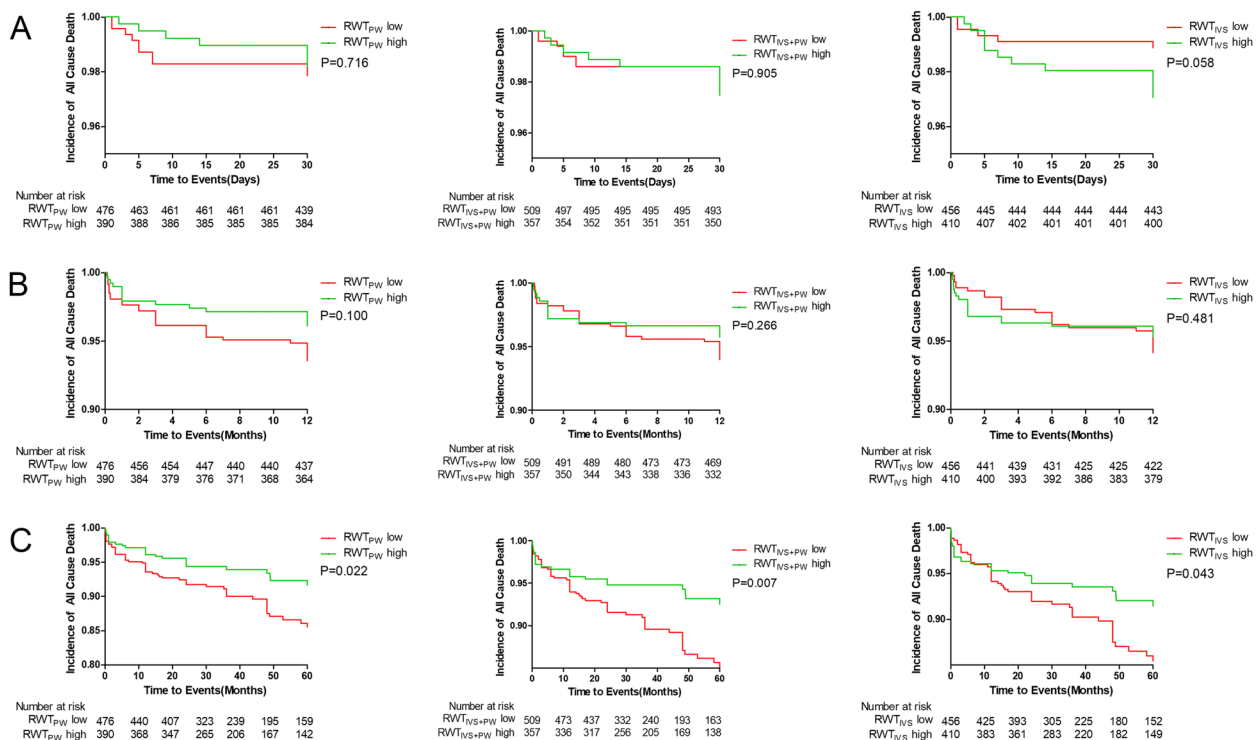 A
Incidence of All Cause Death
1.00
0.98
0.96
0 5 10 15 20 25 30
Time to Events(Days)
RWTPW low
RWTPW high
P=0.716
Number at risk
RWTPW low 476 463 461 461 461 461 439
RWTPW high 390 388 386 385 385 385 384
Incidence of All Cause Death
1.00
0.98
0.96
0 5 10 15 20 25 30
Time to Events(Days)
RWTIVS+PW low
RWTIVS+PW high
P=0.905
Number at risk
RWTIVS+PW low 509 497 495 495 495 495 493
RWTIVS+PW high 357 354 352 351 351 351 350
Incidence of All Cause Death
1.00
0.98
0.96
0 5 10 15 20 25 30
Time to Events(Days)
RWTIVS low
RWTIVS high
P=0.058
Number at risk
RWTIVS low 456 445 444 444 444 444 443
RWTIVS high 410 407 402 401 401 401 400
B
Incidence of All Cause Death
1.00
0.95
0.90
0 2 4 6 8 10 12
Time to Events(Months)
RWTPW low
RWTPW high
P=0.100
Number at risk
RWTPW low 476 456 454 447 440 440 437
RWTPW high 390 384 379 376 371 368 364
Incidence of All Cause Death
1.00
0.95
0.90
0 2 4 6 8 10 12
Time to Events(Months)
RWTIVS+PW low
RWTIVS+PW high
P=0.266
Number at risk
RWTIVS+PW low 509 491 489 480 473 473 469
RWTIVS+PW high 357 350 344 343 338 336 332
Incidence of All Cause Death
1.00
0.95
0.90
0 2 4 6 8 10 12
Time to Events(Months)
RWTIVS low
RWTIVS high
P=0.481
Number at risk
RWTIVS low 456 441 439 431 425 425 422
RWTIVS high 410 400 393 392 386 383 379
C
Incidence of All Cause Death
1.00
0.95
0.90
0.85
0.80
0 10 20 30 40 50 60
Time to Events(Months)
RWTPW low
RWTPW high
P=0.022
Number at risk
RWTPW low 476 440 407 323 239 195 159
RWTPW high 390 368 347 265 206 167 142
Incidence of All Cause Death
1.00
0.95
0.90
0 10 20 30 40 50 60
Time to Events(Months)
RWTIVS+PW low
RWTIVS+PW high
P=0.007
Number at risk
RWTIVS+PW low 509 473 437 332 240 193 163
RWTIVS+PW high 357 336 317 256 205 169 138
Incidence of All Cause Death
1.00
0.95
0.90
0 10 20 30 40 50 60
Time to Events(Months)
RWTIVS low
RWTIVS high
P=0.043
Number at risk
RWTIVS low 456 425 393 305 225 180 152
RWTIVS high 410 383 361 283 220 182 149